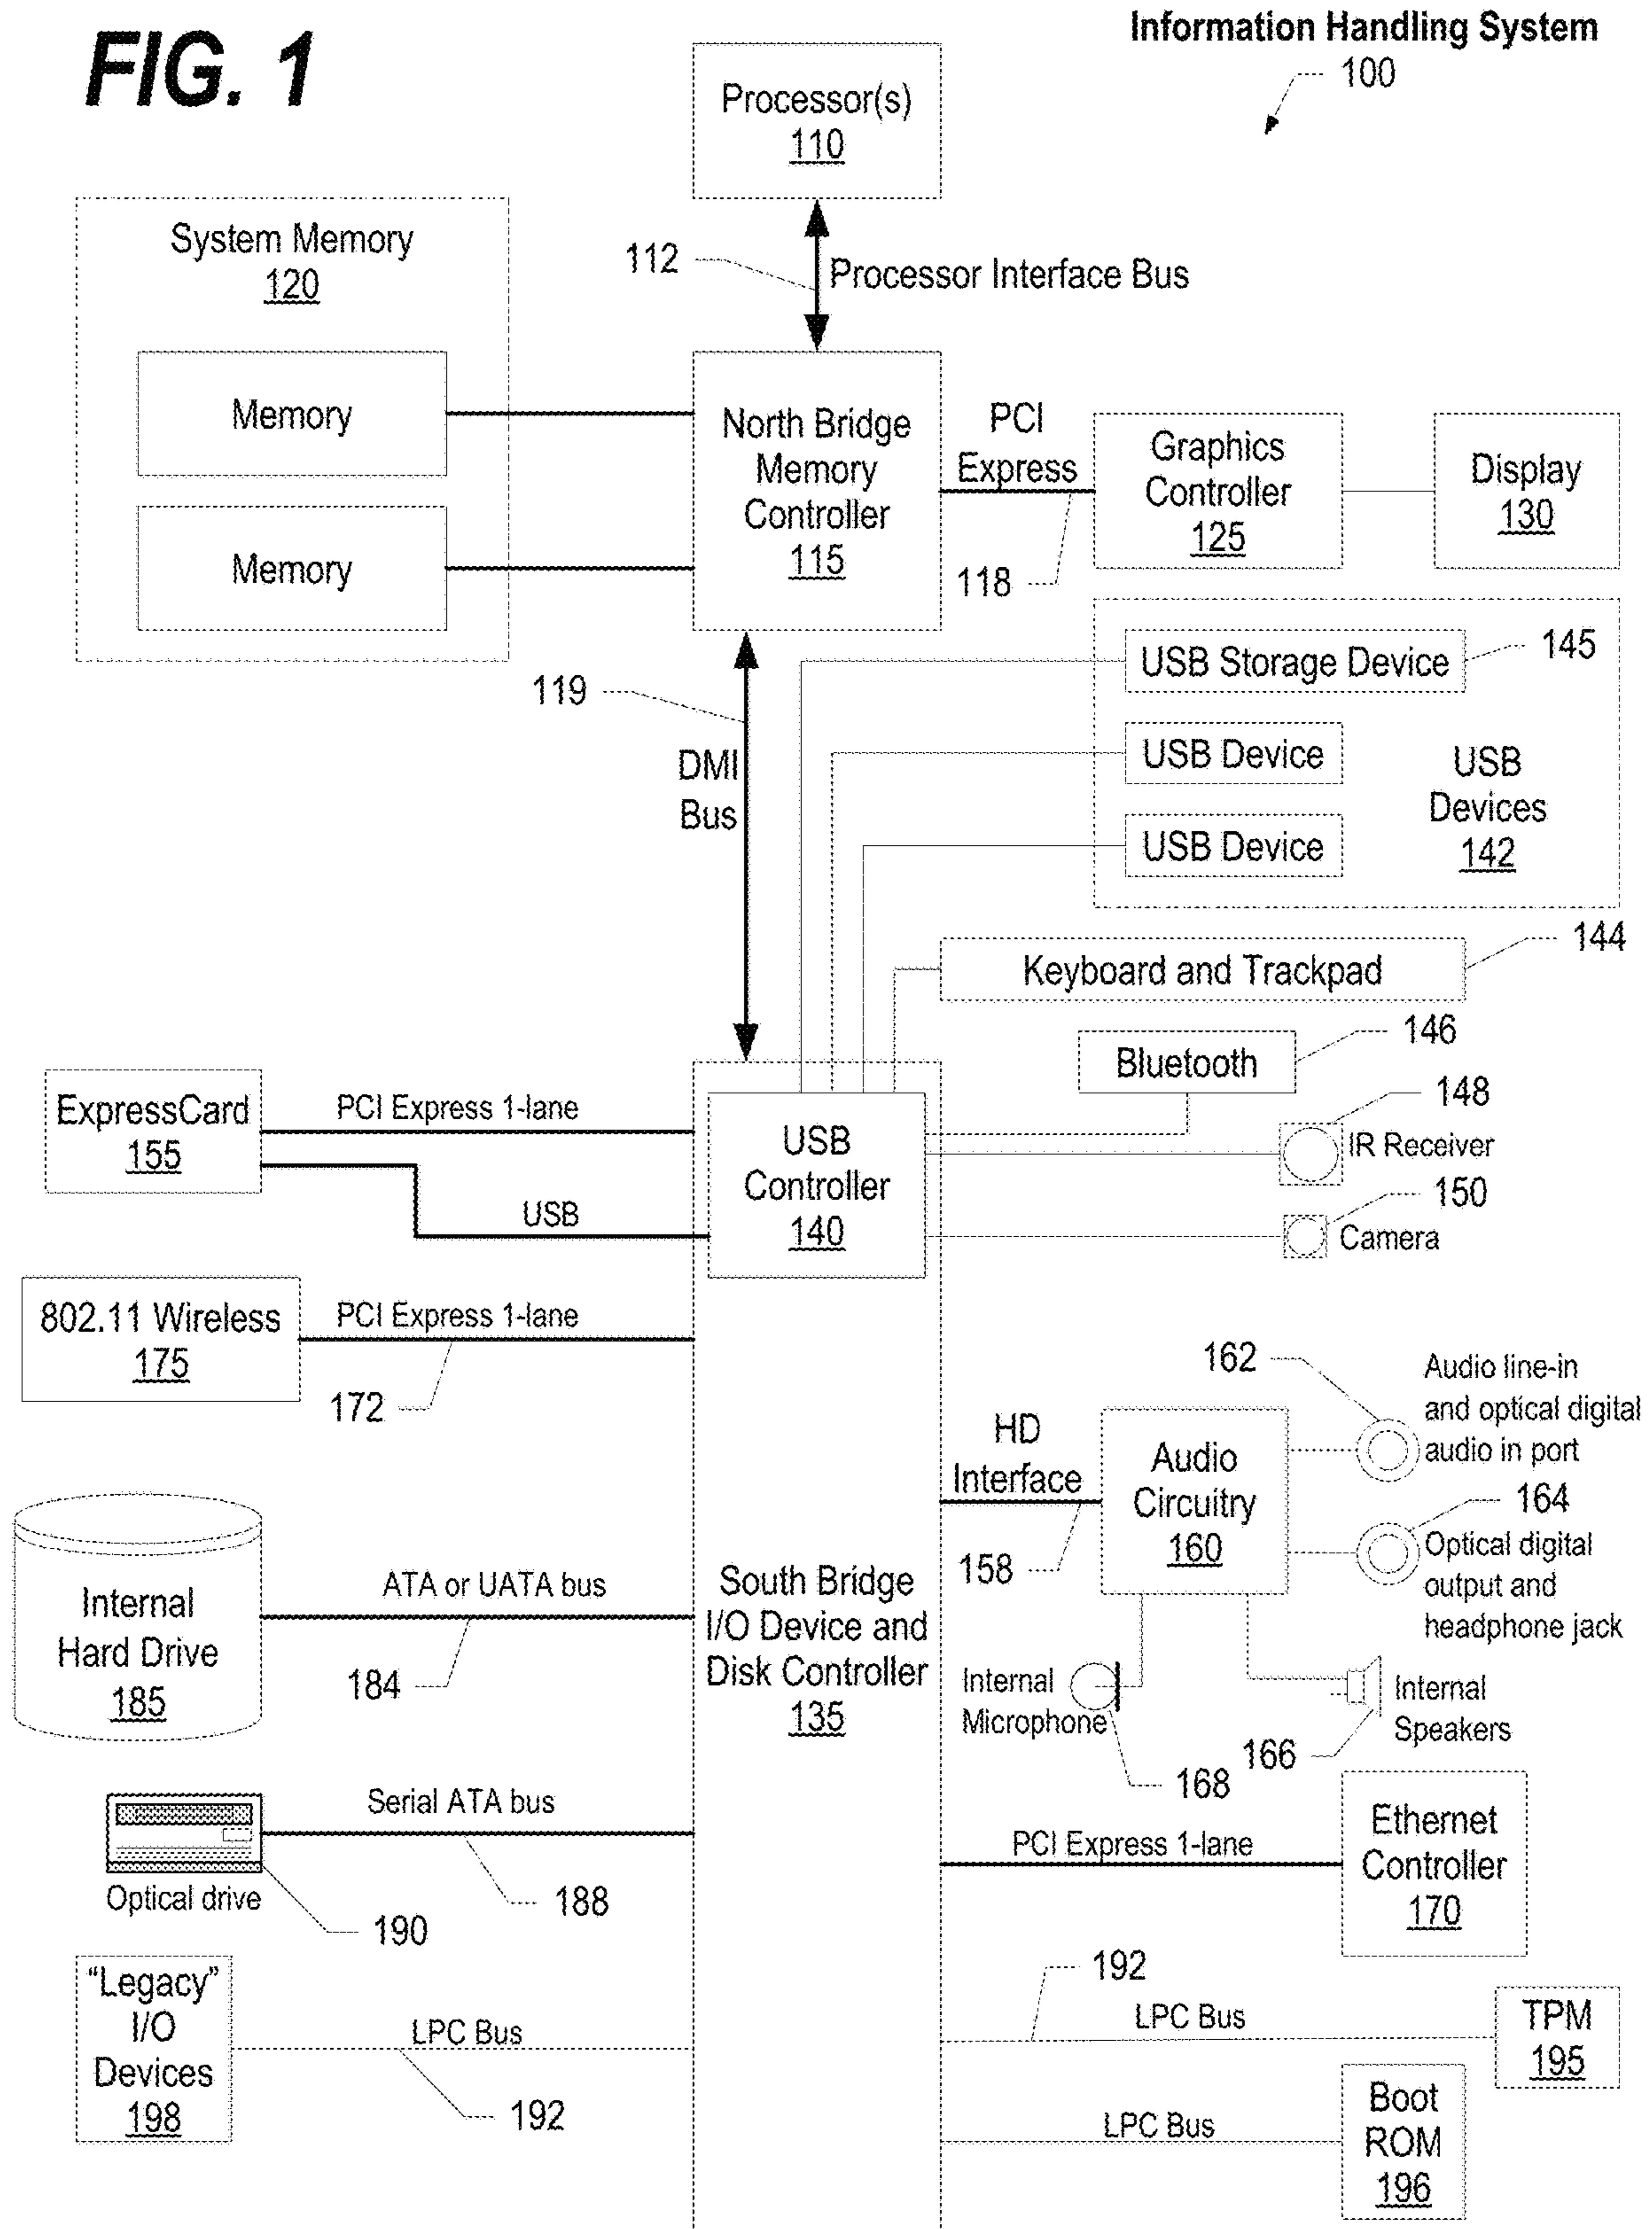 FIG. 1
Information Handling System
100
Processor(s)
110
System Memory
120
112
Processor Interface Bus
Memory
Memory
North Bridge
Memory
Controller
115
PCI
Express
118
Graphics
Controller
125
Display
130
119
DMI
Bus
USB Storage Device
145
USB Device
USB Device
USB
Devices
142
Keyboard and Trackpad
144
Bluetooth
146
148
IR Receiver
150
Camera
ExpressCard
155
PCI Express 1-lane
USB
USB
Controller
140
802.11 Wireless
175
PCI Express 1-lane
172
162
Audio line-in
and optical digital
audio in port
HD
Interface
158
Audio
Circuitry
160
164
Optical digital
output and
headphone jack
Internal
Hard Drive
185
ATA or UATA bus
184
South Bridge
I/O Device and
Disk Controller
135
Internal
Microphone
168
166
Internal
Speakers
Optical drive
190
Serial ATA bus
188
PCI Express 1-lane
Ethernet
Controller
170
“Legacy”
I/O
Devices
198
LPC Bus
192
192
LPC Bus
TPM
195
LPC Bus
Boot
ROM
196